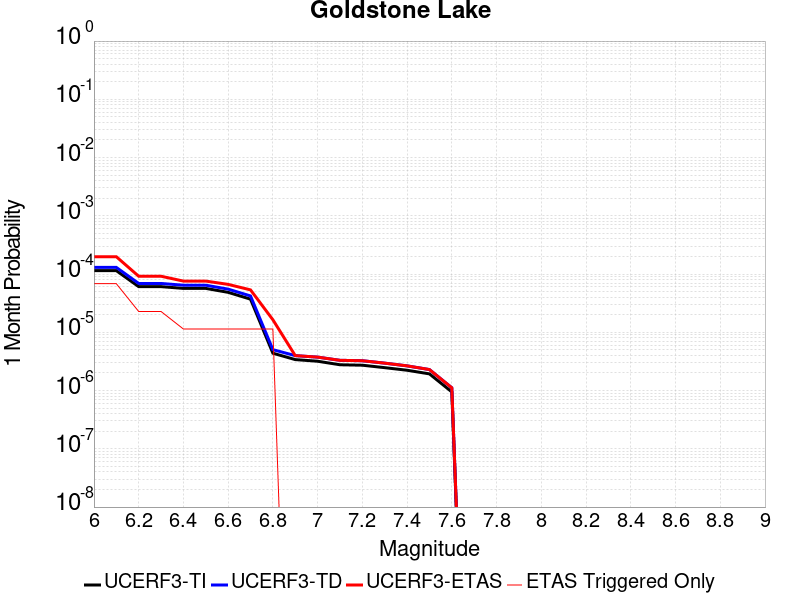 Goldstone Lake
10^0
10^-1
10^-2
10^-3
10^-4
10^-5
10^-6
10^-7
10^-8
1 Month Probability
6 6.2 6.4 6.6 6.8 7 7.2 7.4 7.6 7.8 8 8.2 8.4 8.6 8.8 9
Magnitude
UCERF3-TI UCERF3-TD UCERF3-ETAS ETAS Triggered Only